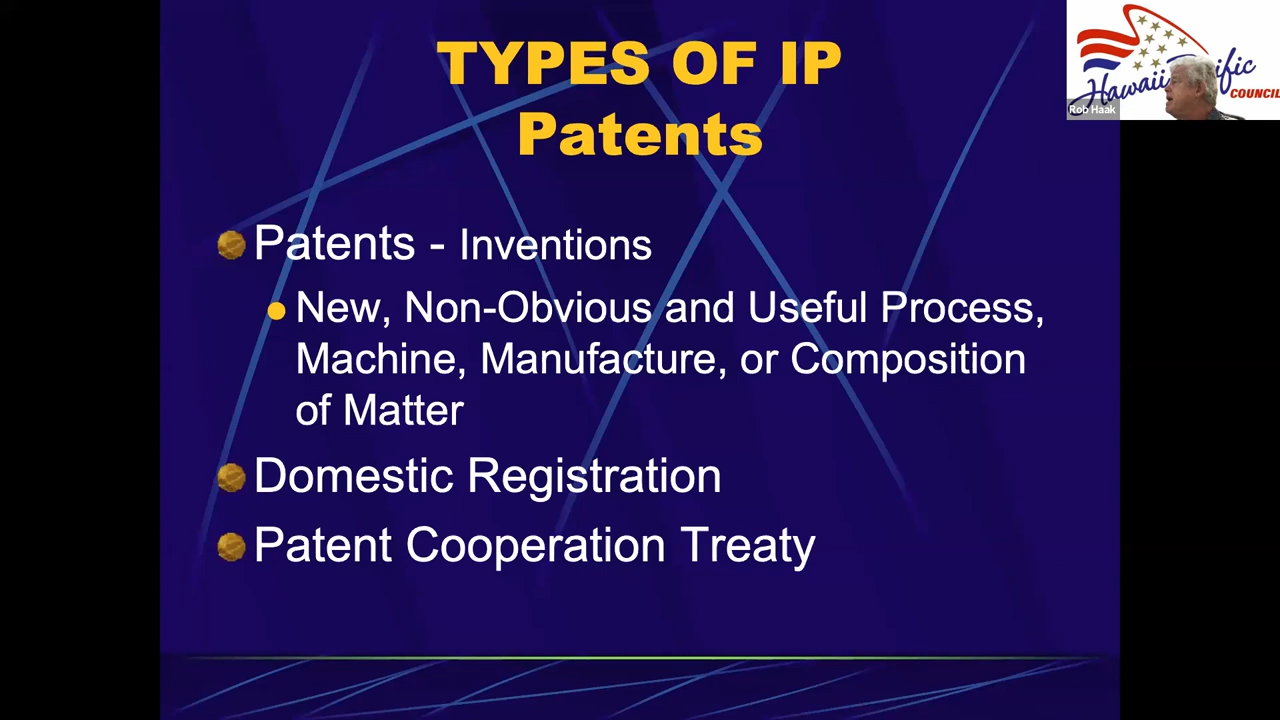 TYPES OF IP
Patents
Patents - Inventions
New, Non-Obvious and Useful Process,
Machine, Manufacture, or Composition
of Matter
Domestic Registration
Patent Cooperation Treaty
Hawaii
COUNCIL
Rob Haak